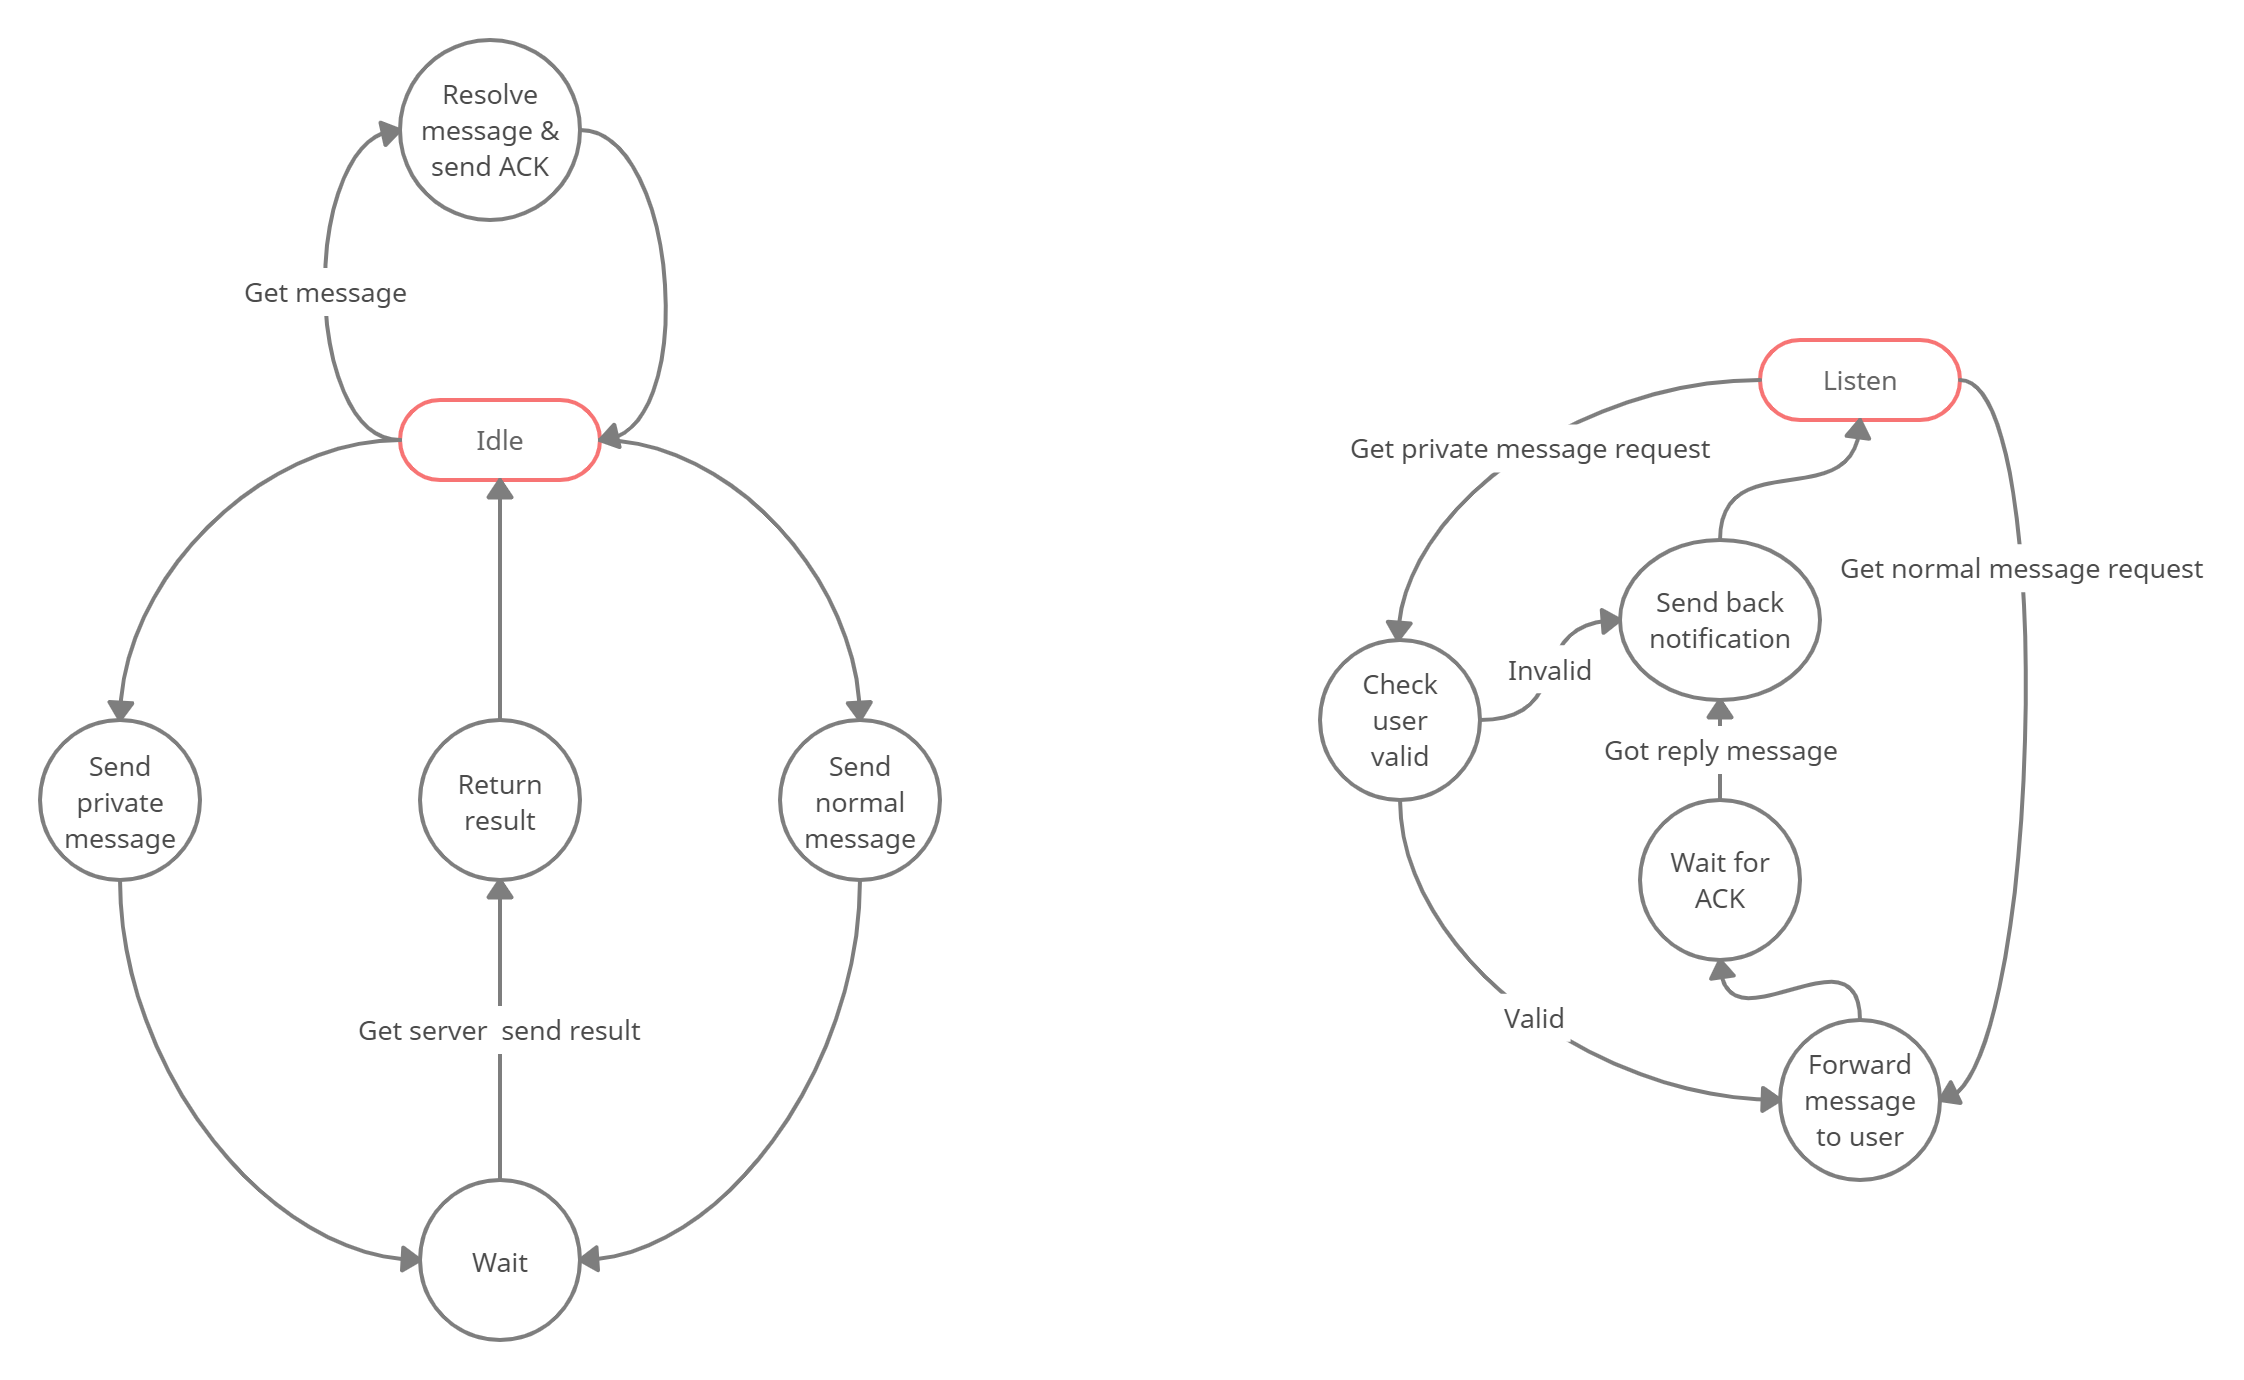 Resolve
message &
send ACK
Get message
Idle
Send
private
message
Return
result
Send
normal
message
Get server  send result
Wait
Listen
Get private message request
Get normal message request
Send back
notification
Invalid
Check
user
valid
Got reply message
Wait for
ACK
Valid
Forward
message
to user